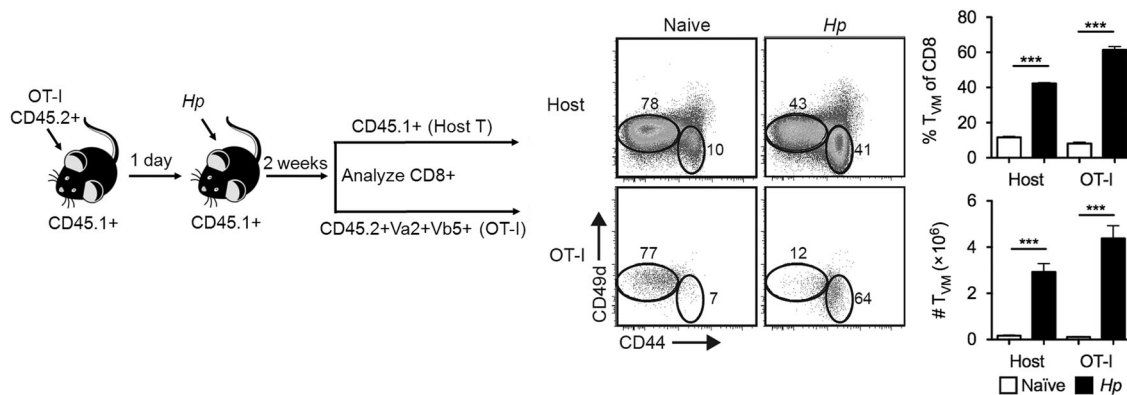 OT-I
CD45.2+
CD45.1+
1 day
Hp
CD45.1+
2 weeks
CD45.1+ (Host T)
Analyze CD8+
CD45.2+Va2+Vb5+ (OT-I)
Naive
Hp
Host
78
10
43
41
OT-I
77
7
12
64
CD49d
CD44
% TVM of CD8
80
60
40
20
0
***
***
Host
OT-I
# TVM (×10⁶)
6
4
2
0
***
***
Host
OT-I
Naïve
Hp